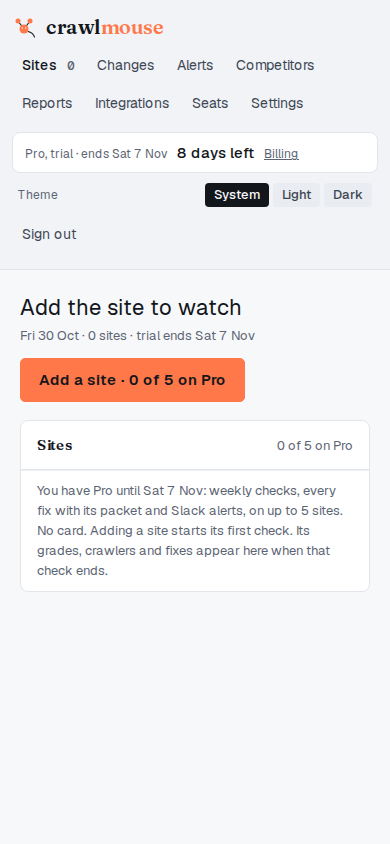 crawlmouse
Sites 0 Changes Alerts Competitors
Reports Integrations Seats Settings
Pro, trial · ends Sat 7 Nov 8 days left Billing
Theme System Light Dark
Sign out
Add the site to watch
Fri 30 Oct · 0 sites · trial ends Sat 7 Nov
Add a site · 0 of 5 on Pro
Sites 0 of 5 on Pro
You have Pro until Sat 7 Nov: weekly checks, every
fix with its packet and Slack alerts, on up to 5 sites.
No card. Adding a site starts its first check. Its
grades, crawlers and fixes appear here when that
check ends.